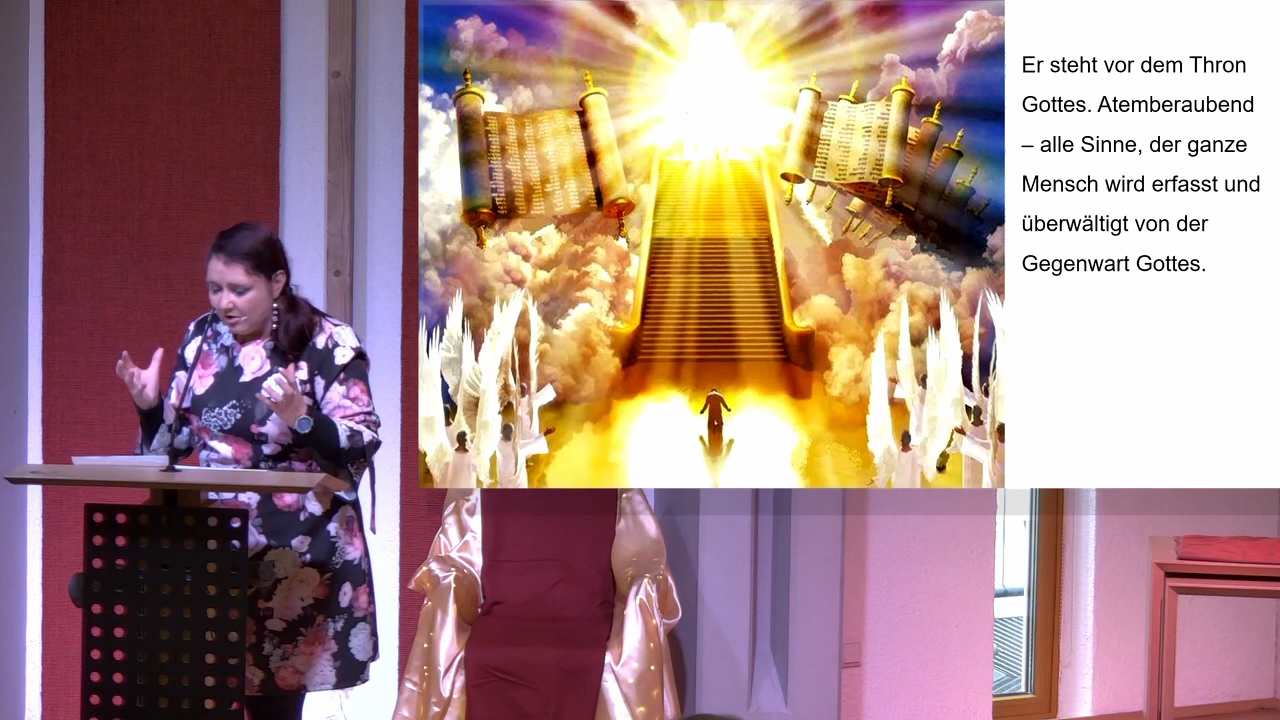 Er steht vor dem Thron
Gottes. Atemberaubend
– alle Sinne, der ganze
Mensch wird erfasst und
überwältigt von der
Gegenwart Gottes.